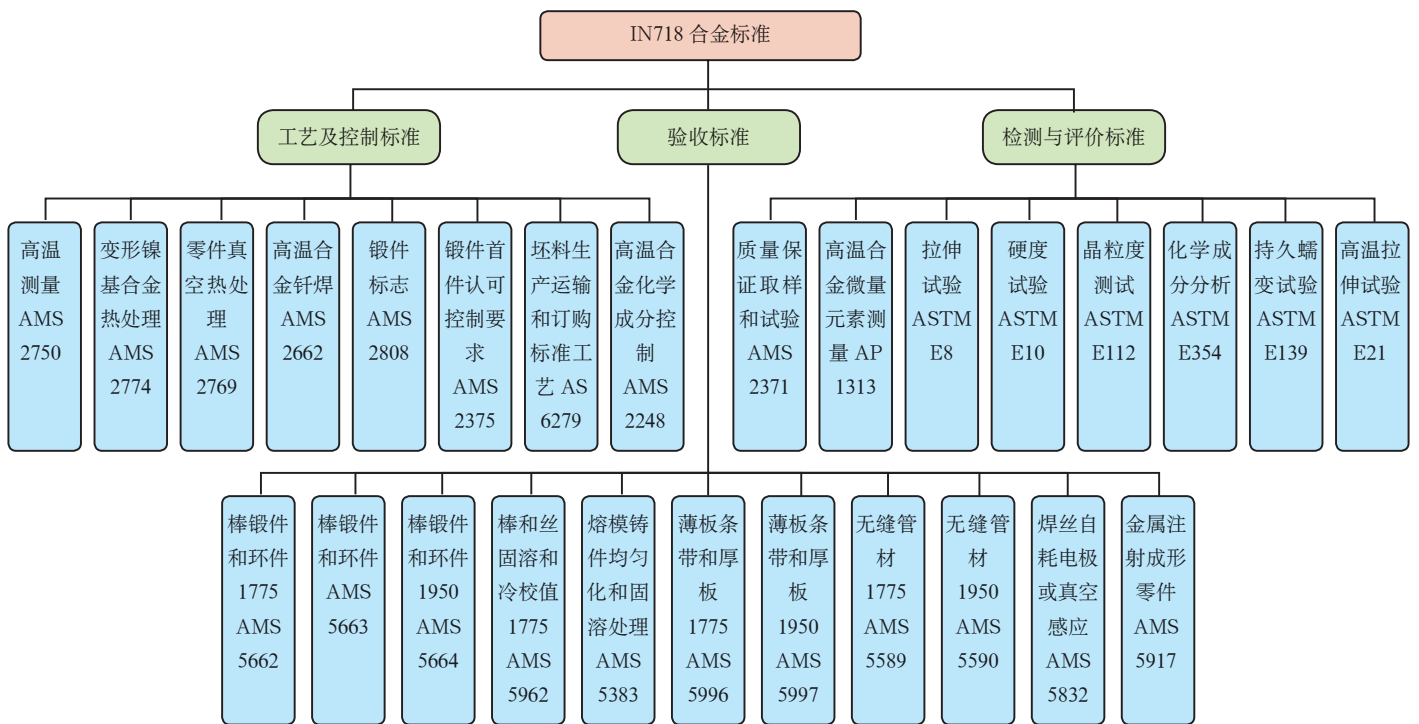 IN718 合金标准
工艺及控制标准
验收标准
检测与评价标准
高温
测量
AMS
2750
变形镍
基合金
热处理
AMS
2774
零件真
空热处
理
AMS
2769
高温合
金钎焊
AMS
2662
锻件
标志
AMS
2808
锻件首
件认可
控制要
求
AMS
2375
坯料生
产运输
和订购
标准工
艺 AS
6279
高温合
金化学
成分控
制
AMS
2248
质量保
证取样
和试验
AMS
2371
高温合
金微量
元素测
量 AP
1313
拉伸
试验
ASTM
E8
硬度
试验
ASTM
E10
晶粒度
测试
ASTM
E112
化学成
分分析
ASTM
E354
持久蠕
变试验
ASTM
E139
高温拉
伸试验
ASTM
E21
棒锻件
和环件
1775
AMS
5662
棒锻件
和环件
AMS
5663
棒锻件
和环件
1950
AMS
5664
棒和丝
固溶和
冷校值
1775
AMS
5962
熔模铸
件均匀
化和固
溶处理
AMS
5383
薄板条
带和厚
板
1775
AMS
5996
薄板条
带和厚
板
1950
AMS
5997
无缝管
材
1775
AMS
5589
无缝管
材
1950
AMS
5590
焊丝自
耗电极
或真空
感应
AMS
5832
金属注
射成形
零件
AMS
5917